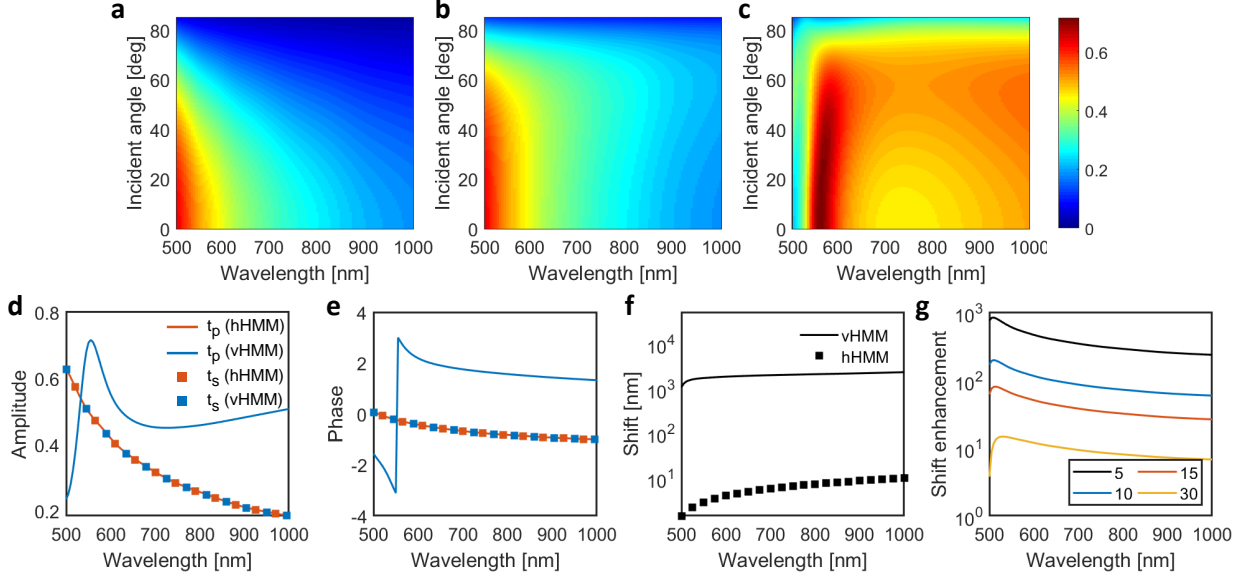 a
Incident angle [deg]
80
60
40
20
0
500 600 700 800 900 1000
Wavelength [nm]
b
Incident angle [deg]
80
60
40
20
0
500 600 700 800 900 1000
Wavelength [nm]
c
Incident angle [deg]
80
60
40
20
0
500 600 700 800 900 1000
Wavelength [nm]
0.6
0.4
0.2
0
d
Amplitude
0.8
0.6
0.4
0.2
500 600 700 800 900 1000
Wavelength [nm]
tp (hHMM)
tp (vHMM)
ts (hHMM)
ts (vHMM)
e
Phase
4
2
0
-2
-4
500 600 700 800 900 1000
Wavelength [nm]
f
Shift [nm]
10^4
10^3
10^2
10^1
500 600 700 800 900 1000
Wavelength [nm]
vHMM
hHMM
g
Shift enhancement
10^3
10^2
10^1
10^0
500 600 700 800 900 1000
Wavelength [nm]
5 15
10 30